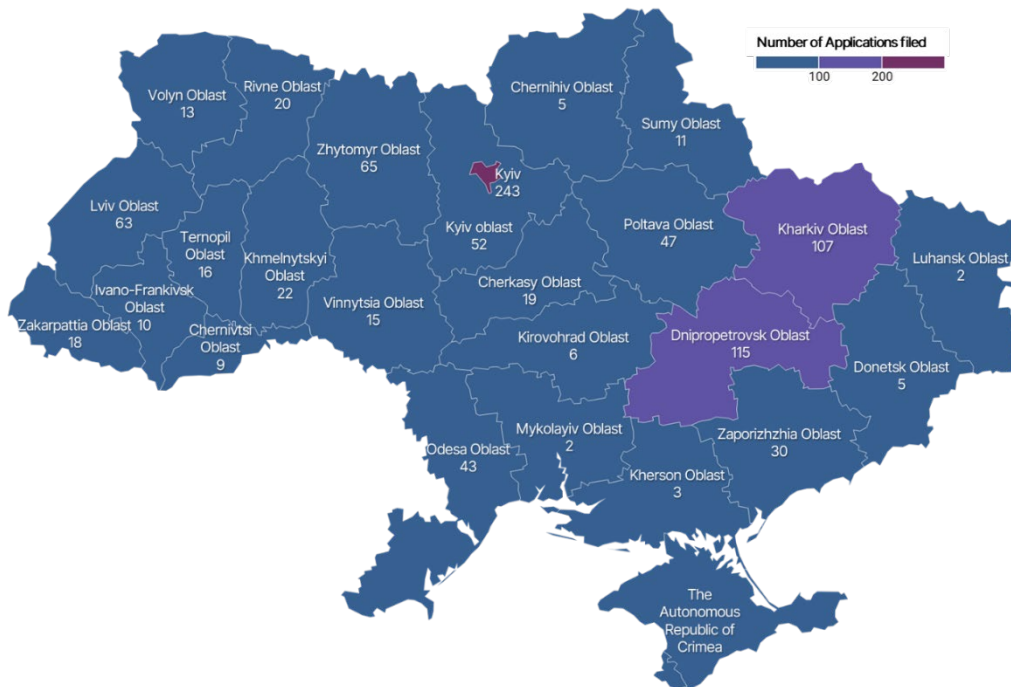 Number of Applications filed
100
200
Volyn Oblast
13
Rivne Oblast
20
Zhytomyr Oblast
65
Chernihiv Oblast
5
Sumy Oblast
11
Kyiv
243
Kyiv oblast
52
Lviv Oblast
63
Ternopil
Oblast
16
Khmelnytskyi
Oblast
22
Ivano-Frankivsk
Oblast
10
Zakarpattia Oblast
18
Chernivtsi
Oblast
9
Vinnytsia Oblast
15
Cherkasy Oblast
19
Poltava Oblast
47
Kharkiv Oblast
107
Luhansk Oblast
2
Kirovohrad Oblast
6
Dnipropetrovsk Oblast
115
Donetsk Oblast
5
Odesa Oblast
43
Mykolayiv Oblast
2
Zaporizhzhia Oblast
30
Kherson Oblast
3
The
Autonomous
Republic of
Crimea